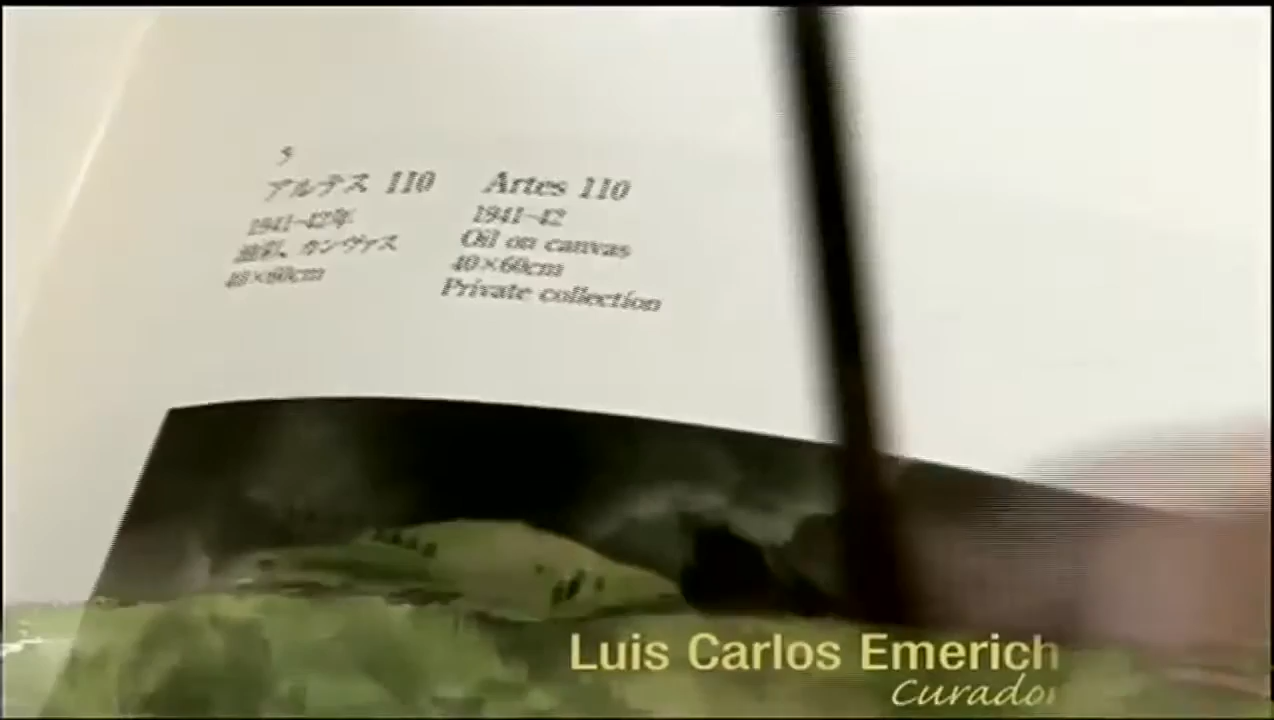 5
アルテス 110
1941-42年
油彩、カンヴァス
40×60cm
Artes 110
1941-42
Oil on canvas
40×60cm
Private collection
Luis Carlos Emerich
Curador